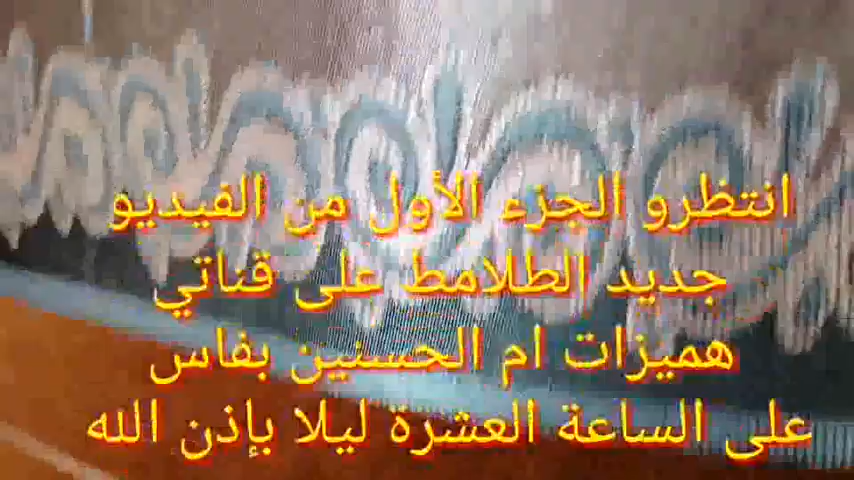 انتظرو الجزء الأول من الفيديو
جديد الطلامط على قناتي
هميزات ام الحسنين بفاس
على الساعة العشرة ليلا بإذن الله